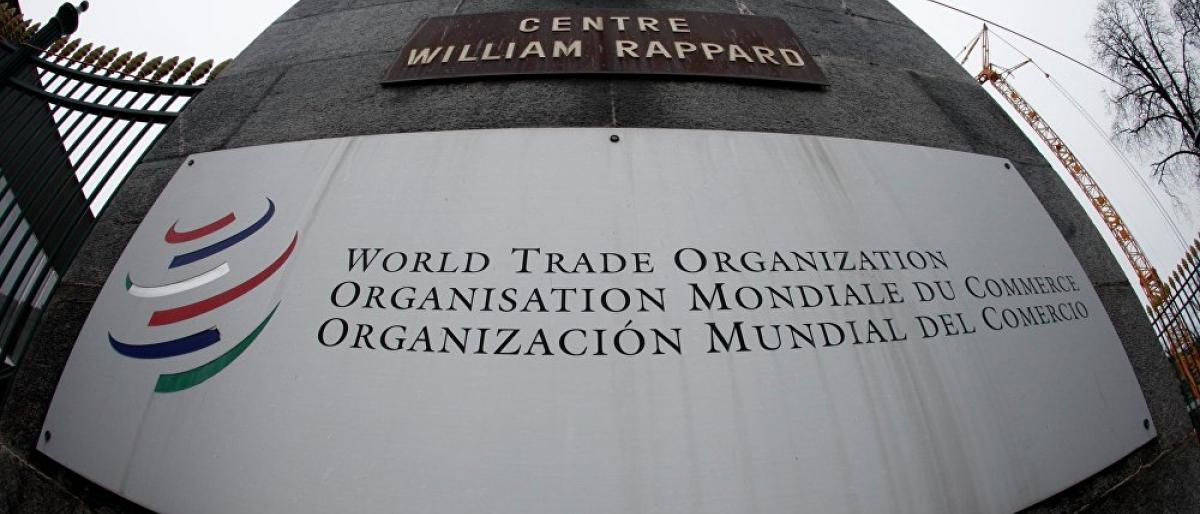 CENTRE
WILLIAM RAPPARD
WORLD TRADE ORGANIZATION
ORGANISATION MONDIALE DU COMMERCE
ORGANIZACIÓN MUNDIAL DEL COMERCIO